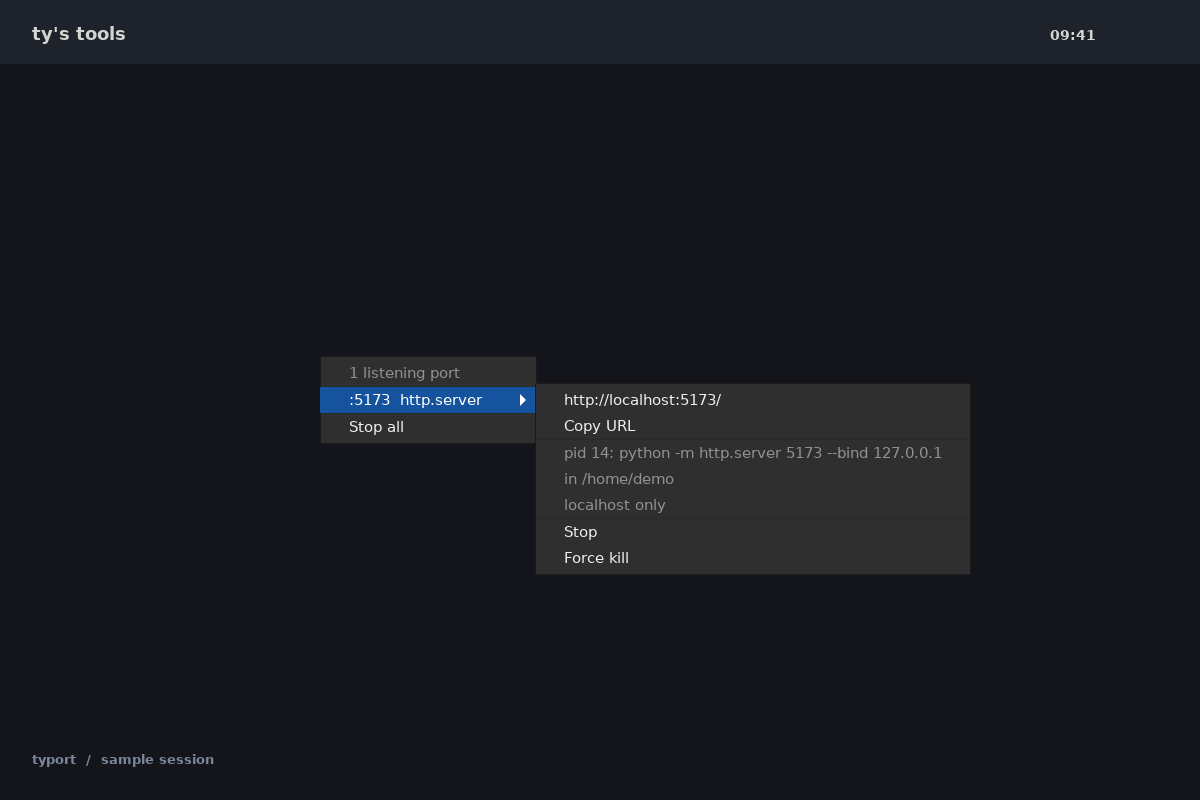 ty's tools
09:41
1 listening port
:5173 http.server
Stop all
http://localhost:5173/
Copy URL
pid 14: python -m http.server 5173 --bind 127.0.0.1
in /home/demo
localhost only
Stop
Force kill
typort / sample session